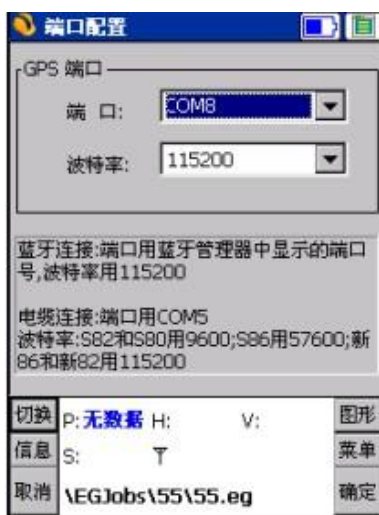 端口配置
GPS 端口
端 口: COM8
波特率: 115200
蓝牙连接:端口用蓝牙管理器中显示的端口
号,波特率用115200
电缆连接:端口用COM5
波特率:S82和S80用9600;S86用57600;新
86和新82用115200
切换 P:无数据 H: V: 图形
信息 S: 菜单
取消 \EGJobs\55\55.eg 确定